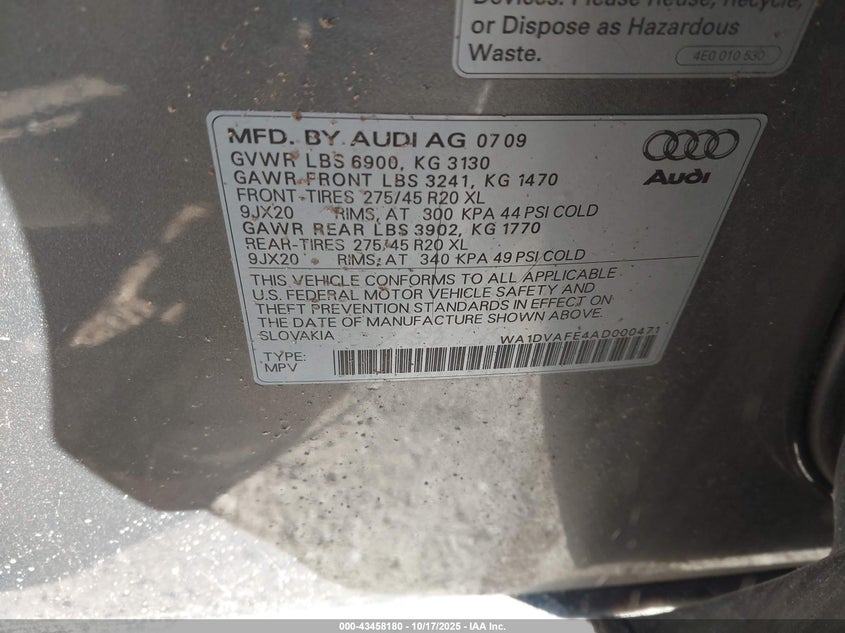 Devices. Please Reuse, Recycle,
or Dispose as Hazardous
Waste.
4E0 010 530
MFD. BY AUDI AG 07 09
GVWR LBS 6900, KG 3130
GAWR-FRONT LBS 3241, KG 1470
FRONT-TIRES 275/45 R20 XL
9JX20 RIMS, AT 300 KPA 44 PSI COLD
GAWR REAR LBS 3902, KG 1770
REAR-TIRES 275/45 R20 XL
9JX20 RIMS, AT 340 KPA 49 PSI COLD
Audi
THIS VEHICLE CONFORMS TO ALL APPLICABLE
U.S. FEDERAL MOTOR VEHICLE SAFETY AND
THEFT PREVENTION STANDARDS IN EFFECT ON
THE DATE OF MANUFACTURE SHOWN ABOVE.
SLOVAKIA WA1DVAFE4AD000471
TYPE:
MPV
000-43458180 - 10/17/2025 - IAA Inc.